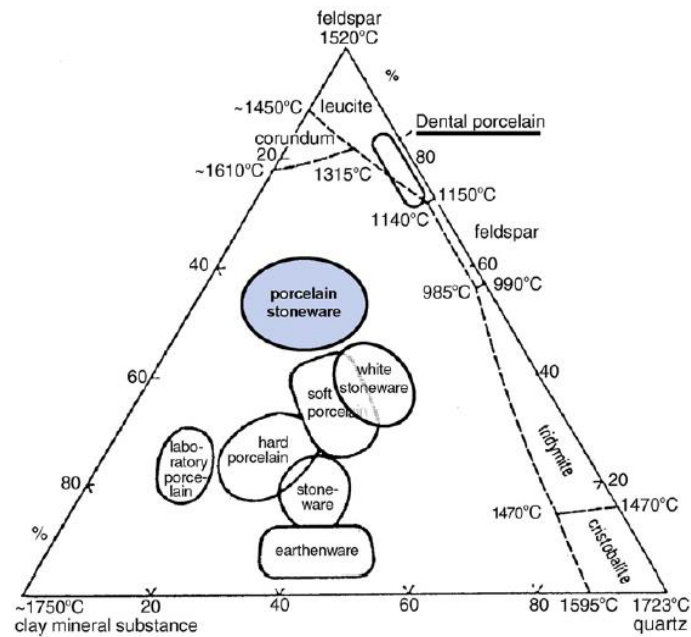 feldspar
1520°C
%
~1450°C
leucite
Dental porcelain
corundum
20
80
~1610°C
1315°C
1150°C
1140°C
feldspar
40
60
985°C
990°C
porcelain
stoneware
60
40
white
stoneware
soft
porcelain
labo-
ratory
porce-
lain
hard
porcelain
tridymite
80
stone-
ware
20
1470°C
1470°C
%
earthenware
cristobalite
~1750°C
20
40
60
80
1595°C
1723°C
clay mineral substance
quartz